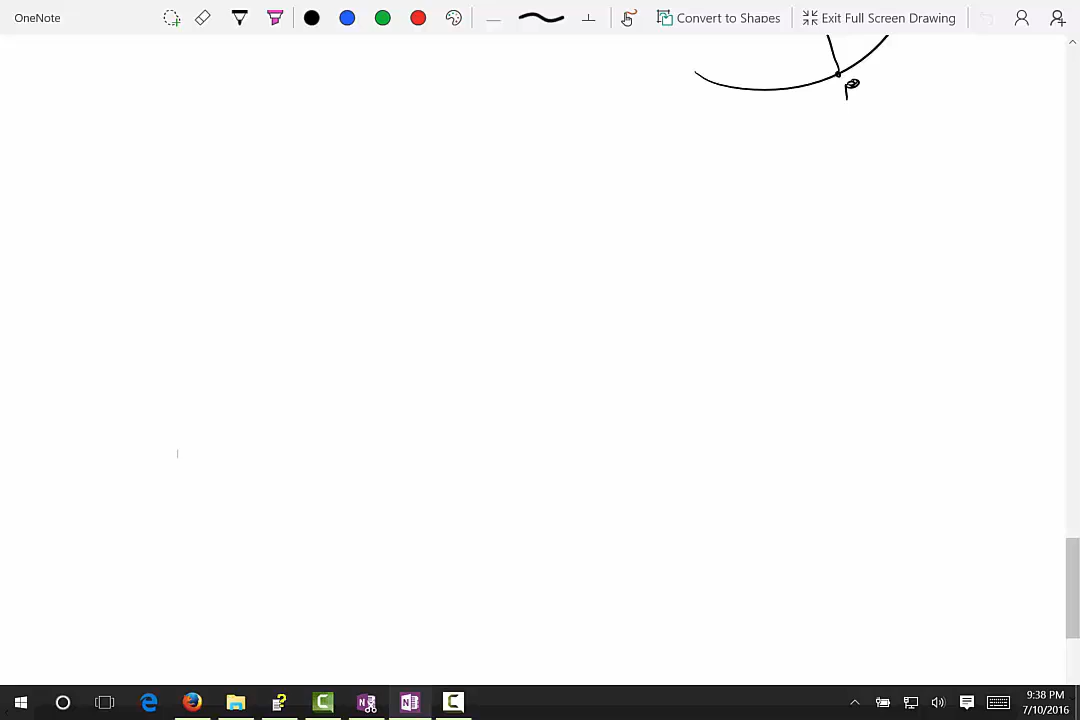 OneNote
Convert to Shapes
Exit Full Screen Drawing
P
9:38 PM
7/10/2016